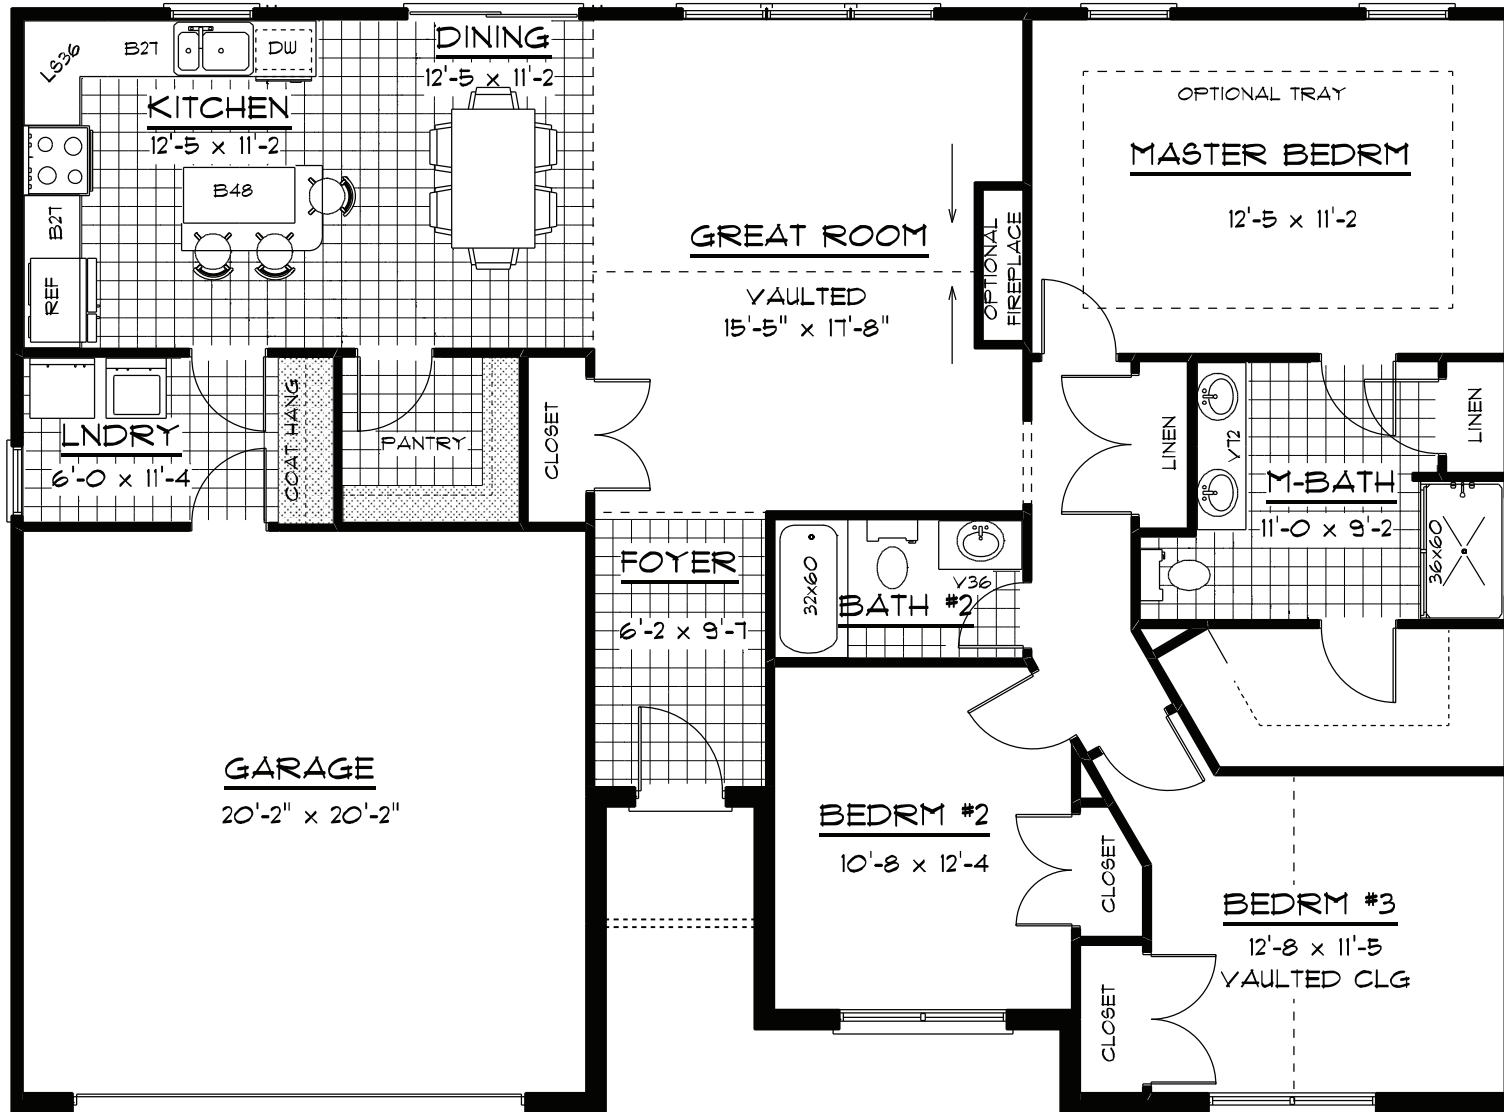 LS36
B27
DW
DINING
12'-5 x 11'-2
KITCHEN
12'-5 x 11'-2
B48
B27
REF
GREAT ROOM
VAULTED
15'-5" x 17'-8"
OPTIONAL
FIREPLACE
OPTIONAL TRAY
MASTER BEDRM
12'-5 x 11'-2
LNDRY
6'-0 x 11'-4
COAT HANG
PANTRY
CLOSET
LINEN
V72
M-BATH
11'-0 x 9'-2
LINEN
36x60
FOYER
6'-2 x 9'-7
32x60
V36
BATH #2
GARAGE
20'-2" x 20'-2"
BEDRM #2
10'-8 x 12'-4
CLOSET
BEDRM #3
12'-8 x 11'-5
VAULTED CLG
CLOSET